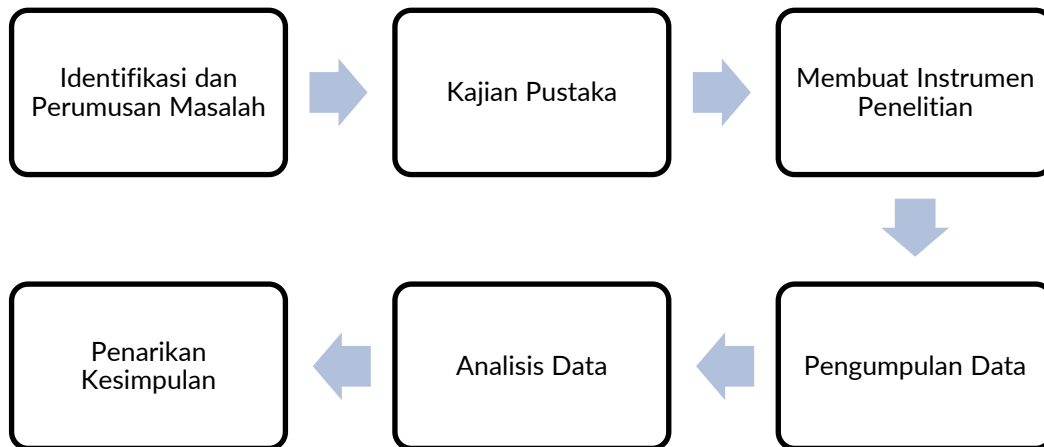 Identifikasi dan
Perumusan Masalah
Kajian Pustaka
Membuat Instrumen
Penelitian
Pengumpulan Data
Analisis Data
Penarikan
Kesimpulan